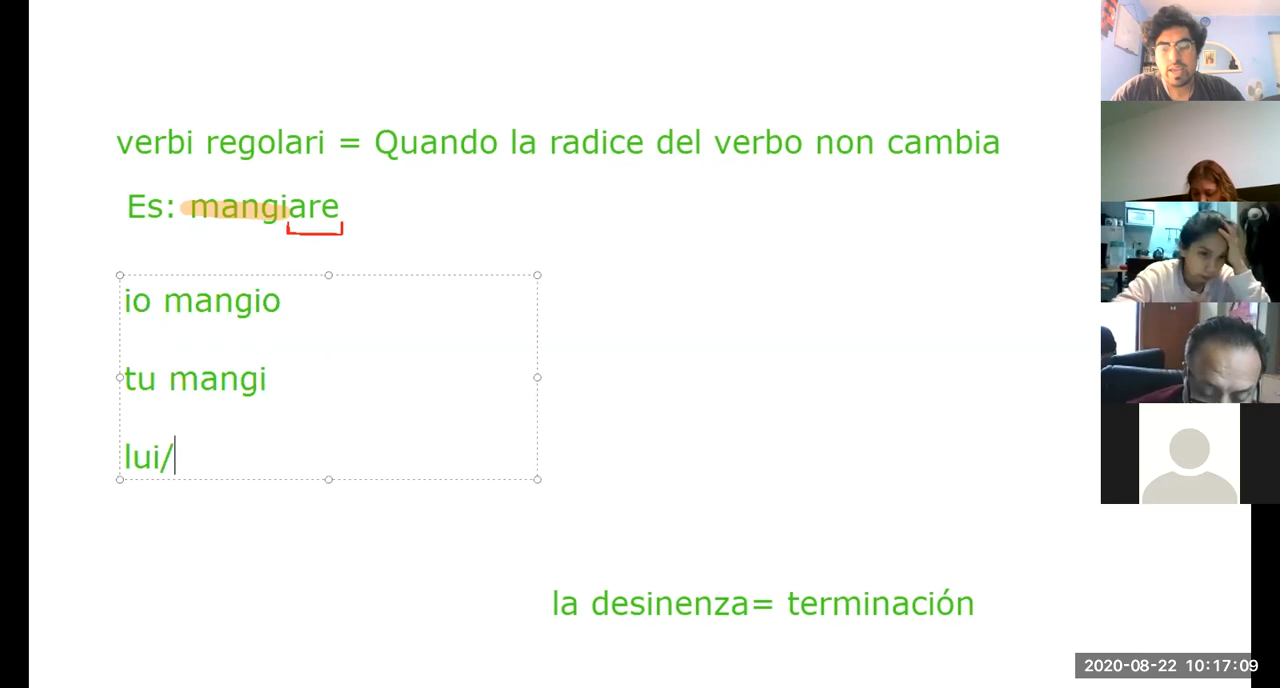 verbi regolari = Quando la radice del verbo non cambia
Es: mangiare
io mangio
tu mangi
lui/
la desinenza= terminación
2020-08-22 10:17:09